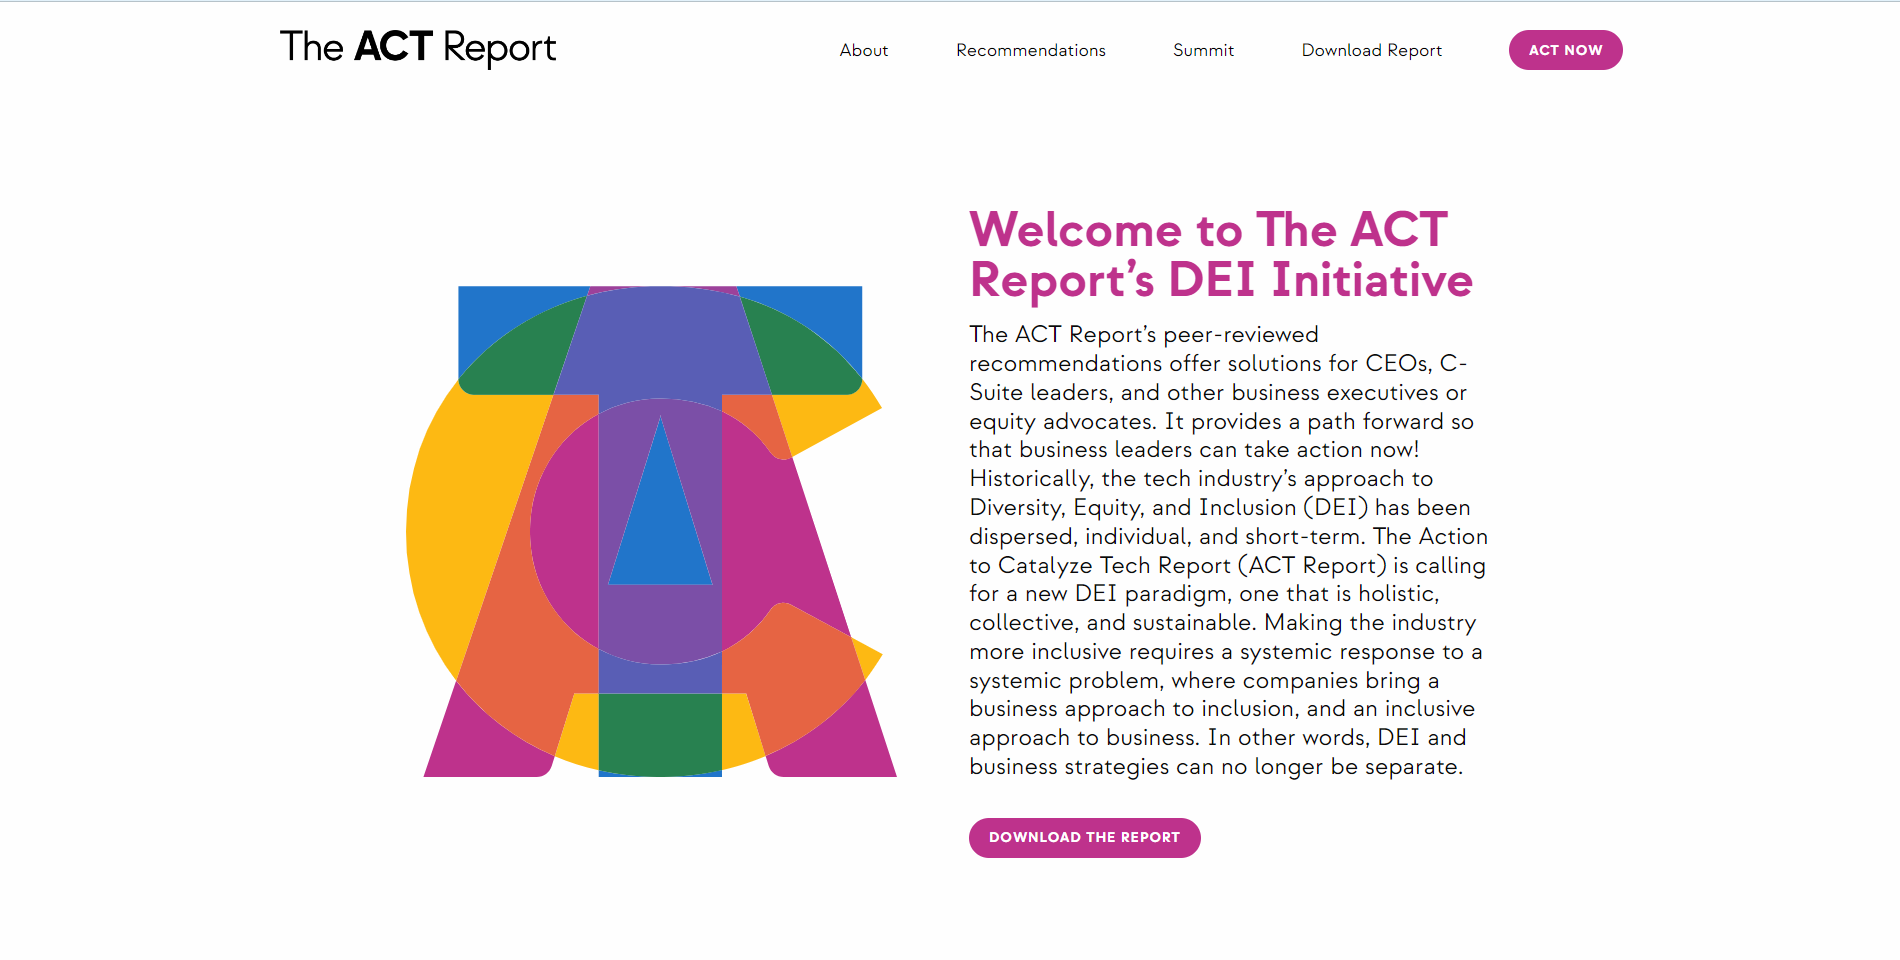 The ACT Report
About
Recommendations
Summit
Download Report
ACT NOW
Welcome to The ACT
Report’s DEI Initiative
The ACT Report’s peer-reviewed
recommendations offer solutions for CEOs, C-
Suite leaders, and other business executives or
equity advocates. It provides a path forward so
that business leaders can take action now!
Historically, the tech industry’s approach to
Diversity, Equity, and Inclusion (DEI) has been
dispersed, individual, and short-term. The Action
to Catalyze Tech Report (ACT Report) is calling
for a new DEI paradigm, one that is holistic,
collective, and sustainable. Making the industry
more inclusive requires a systemic response to a
systemic problem, where companies bring a
business approach to inclusion, and an inclusive
approach to business. In other words, DEI and
business strategies can no longer be separate.
DOWNLOAD THE REPORT